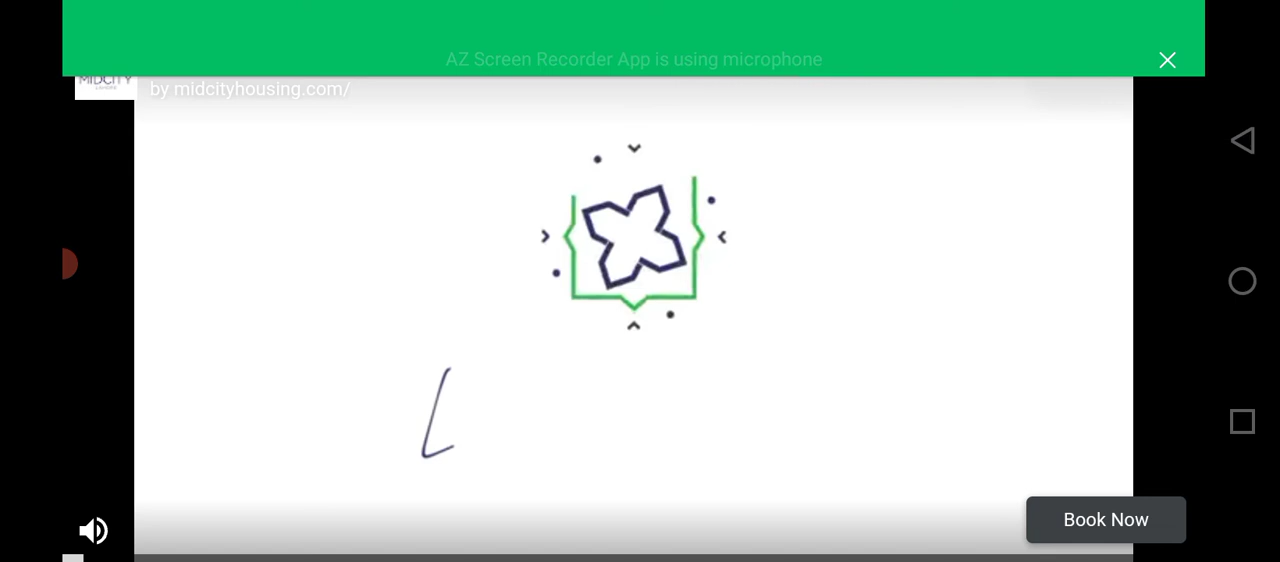 AZ Screen Recorder App is using microphone
MIDCITY
by midcityhousing.com/
L
Book Now